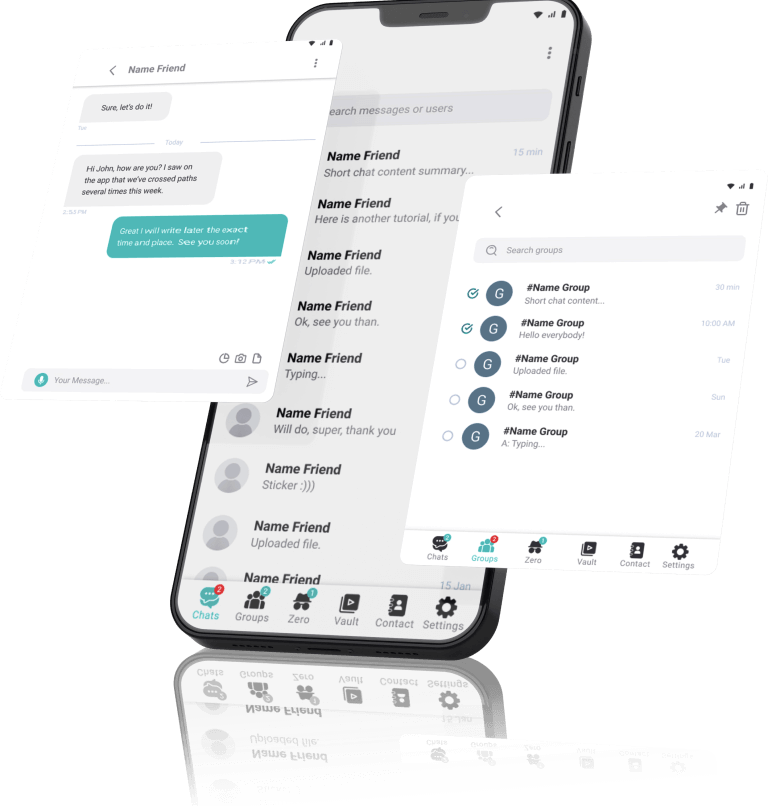 Name Friend
Sure, let's do it!
Tue
Today
Hi John, how are you? I saw on
the app that we've crossed paths
several times this week.
2:53 PM
Great I will write later the exact
time and place. See you soon!
3:12 PM
Your Message...
earch messages or users
Name Friend
15 min
Short chat content summary...
Name Friend
Here is another tutorial, if you
Name Friend
Uploaded file.
Name Friend
Ok, see you than.
Name Friend
Typing...
Name Friend
Will do, super, thank you
Name Friend
Sticker :)))
Name Friend
Uploaded file.
Name Friend
15 Jan
2 2 1
Chats Groups Zero Vault Contact Settings
Search groups
G #Name Group 30 min
Short chat content...
G #Name Group 10:00 AM
Hello everybody!
G #Name Group Tue
Uploaded file.
G #Name Group Sun
Ok, see you than.
G #Name Group 20 Mar
A: Typing...
2 2 1
Chats Groups Zero Vault Contact Settings